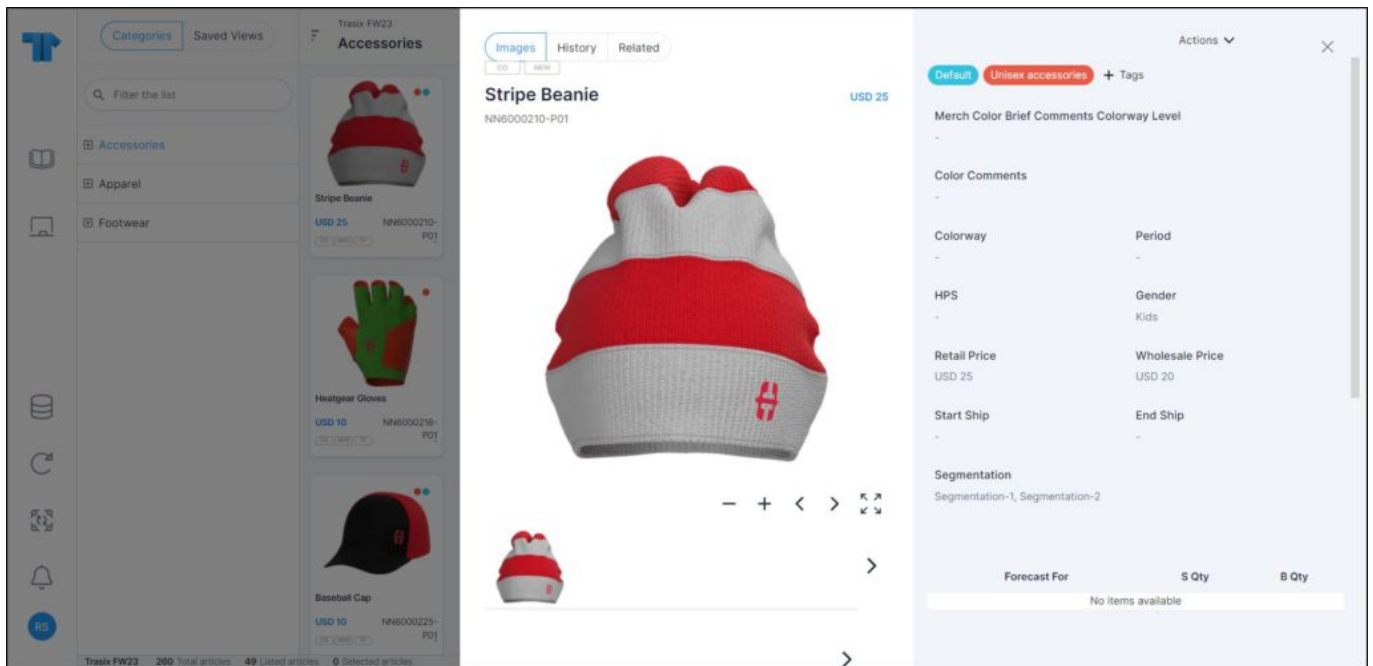 Categories
Saved Views
Filter the list
Accessories
Apparel
Footwear
Trasix FW23
Accessories
Stripe Beanie
USD 25 NN6000210-
P01
Heatgear Gloves
USD 10 NN6000218-
P01
Baseball Cap
USD 10 NN6000225-
P01
RS
Trasix FW23 260 Total articles 49 Listed articles 0 Selected articles
Images History Related
CO NEW
Stripe Beanie USD 25
NN6000210-P01
Actions
Default Unisex accessories + Tags
Merch Color Brief Comments Colorway Level
-
Color Comments
-
Colorway Period
- -
HPS Gender
- Kids
Retail Price Wholesale Price
USD 25 USD 20
Start Ship End Ship
- -
Segmentation
Segmentation-1, Segmentation-2
Forecast For S Qty B Qty
No items available